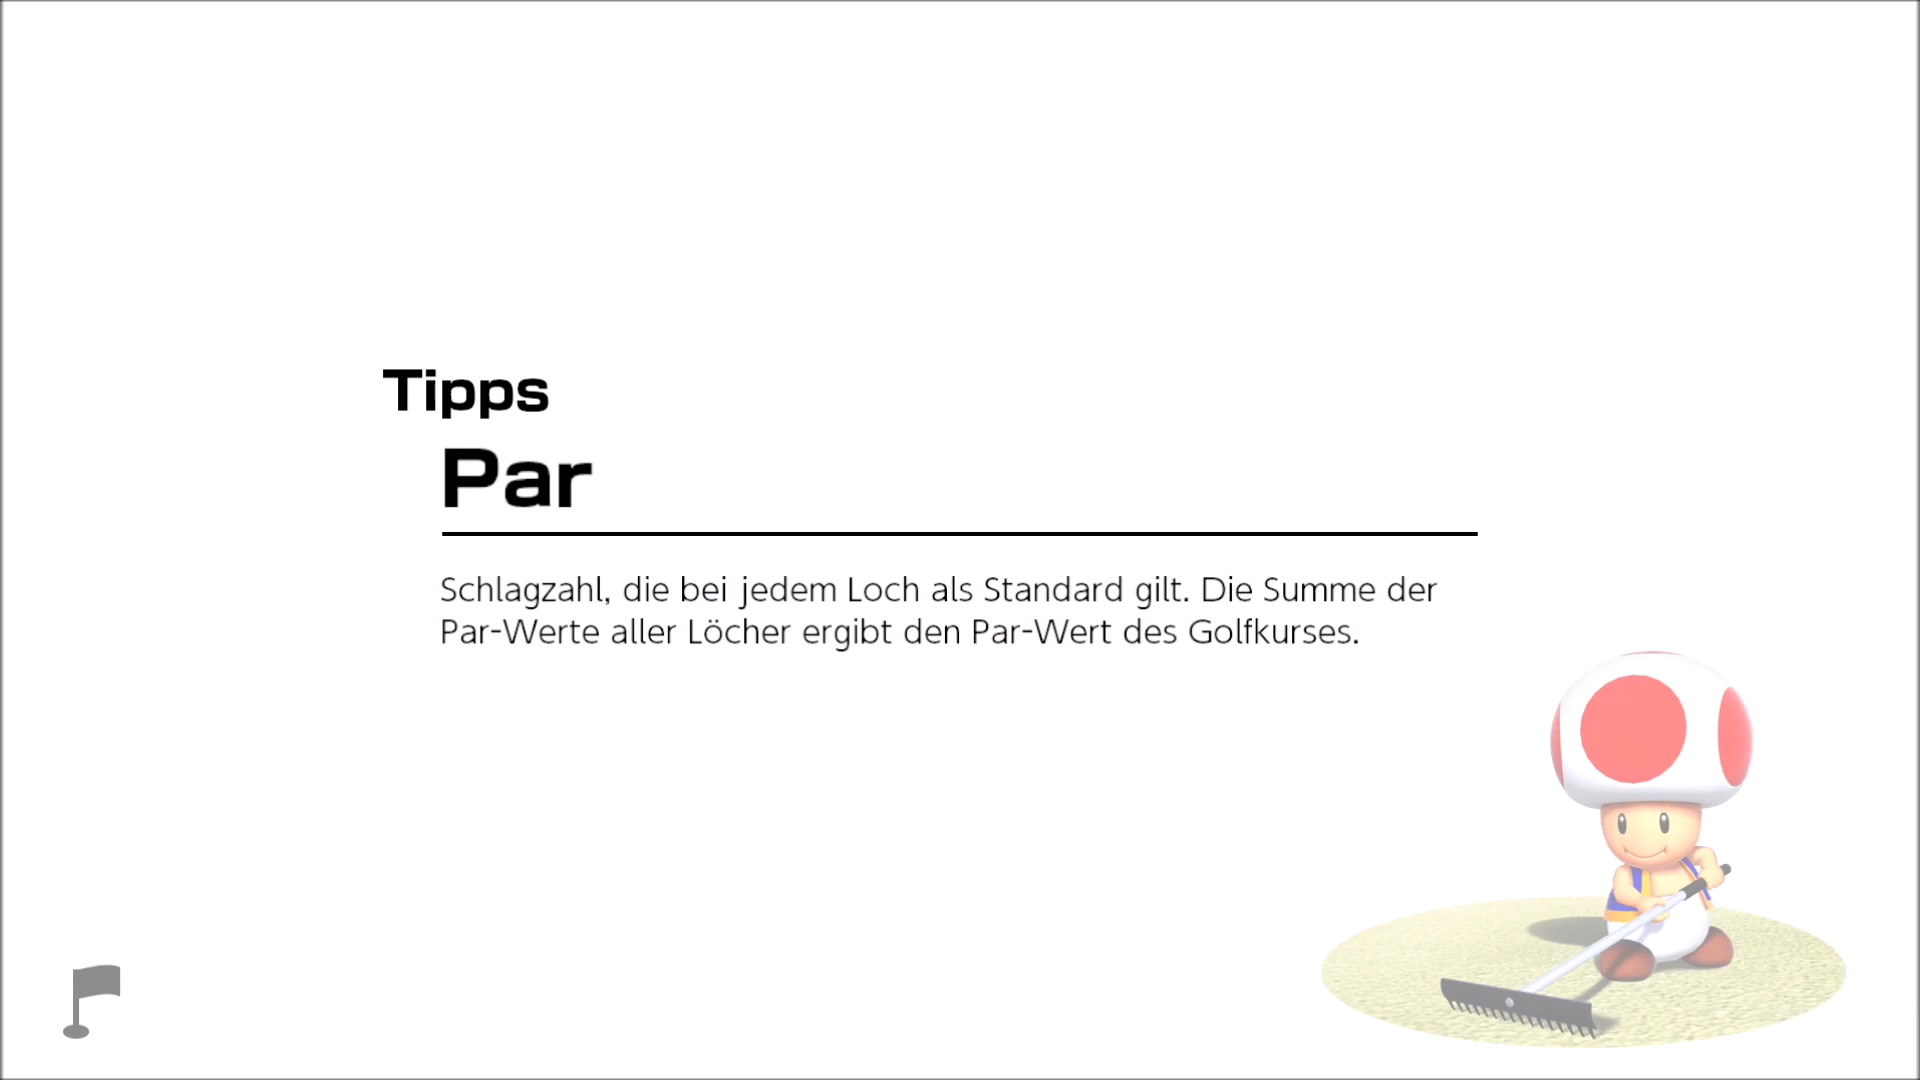 Tipps
Par
Schlagzahl, die bei jedem Loch als Standard gilt. Die Summe der
Par-Werte aller Löcher ergibt den Par-Wert des Golfkurses.